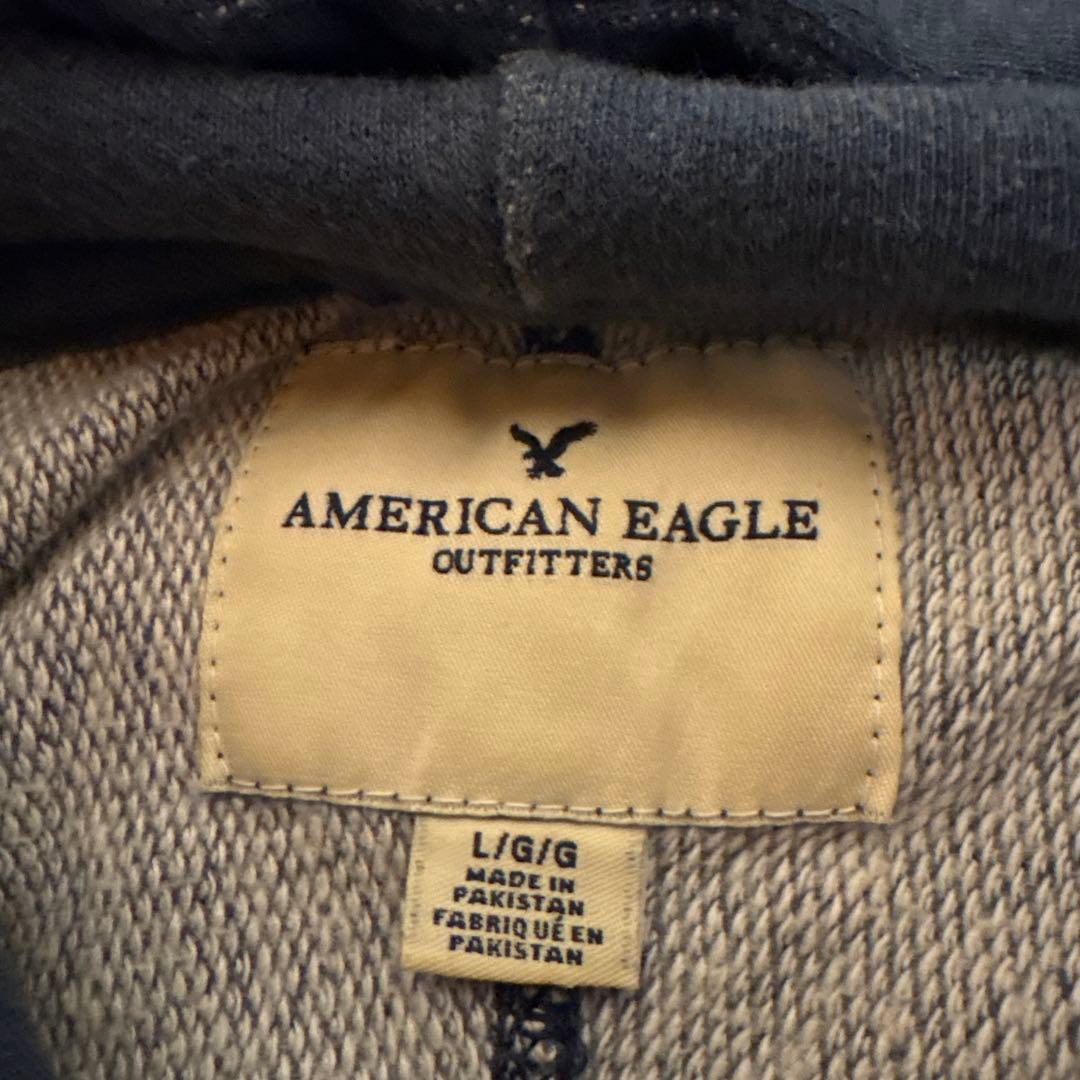 AMERICAN EAGLE
OUTFITTERS
L/G/G
MADE IN
PAKISTAN
FABRIQUÉ EN
PAKISTAN